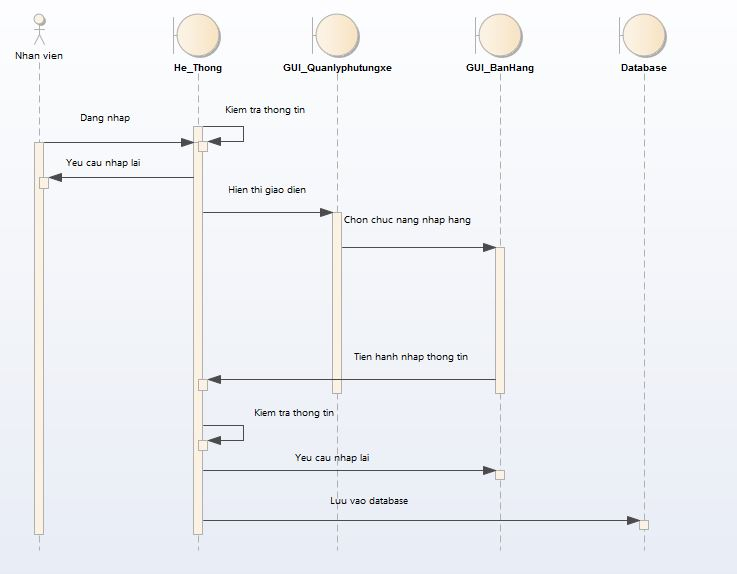 Nhan vien
He_Thong
GUI_Quanlyphutungxe
GUI_BanHang
Database
Kiem tra thong tin
Dang nhap
Yeu cau nhap lai
Hien thi giao dien
Chon chuc nang nhap hang
Tien hanh nhap thong tin
Kiem tra thong tin
Yeu cau nhap lai
Luu vao database